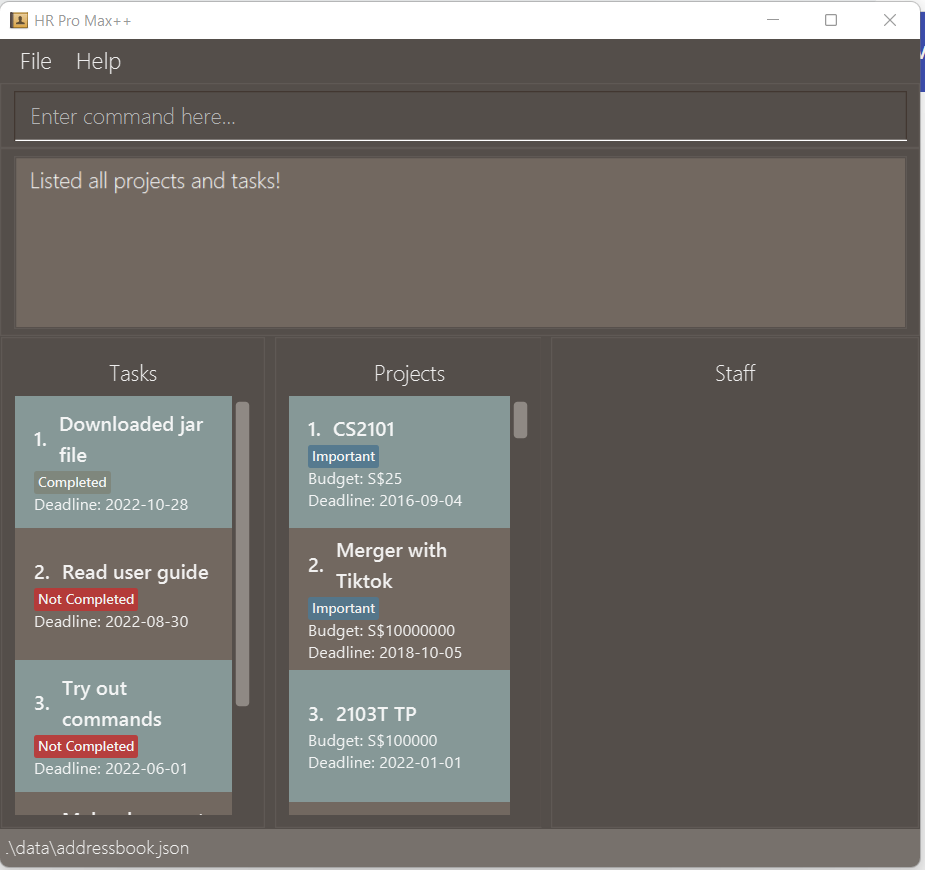 HR Pro Max++
File Help
Enter command here...
Listed all projects and tasks!
Tasks
1. Downloaded jar
file
Completed
Deadline: 2022-10-28
2. Read user guide
Not Completed
Deadline: 2022-08-30
3. Try out
commands
Not Completed
Deadline: 2022-06-01
Projects
1. CS2101
Important
Budget: S$25
Deadline: 2016-09-04
2. Merger with
Tiktok
Important
Budget: S$10000000
Deadline: 2018-10-05
3. 2103T TP
Budget: S$100000
Deadline: 2022-01-01
Staff
.\data\addressbook.json